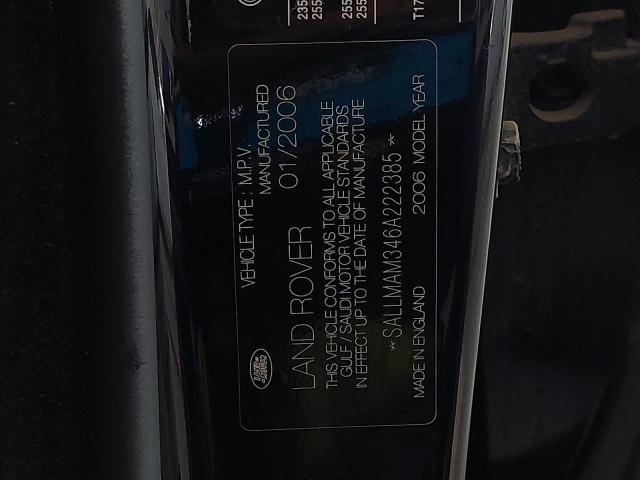 VEHICLE TYPE : M.P.V.
MANUFACTURED
LAND ROVER 01/2006
THIS VEHICLE CONFORMS TO ALL APPLICABLE
GULF / SAUDI MOTOR VEHICLE STANDARDS
IN EFFECT UP TO THE DATE OF MANUFACTURE
*SALLMAM346A222385*
MADE IN ENGLAND 2006 MODEL YEAR